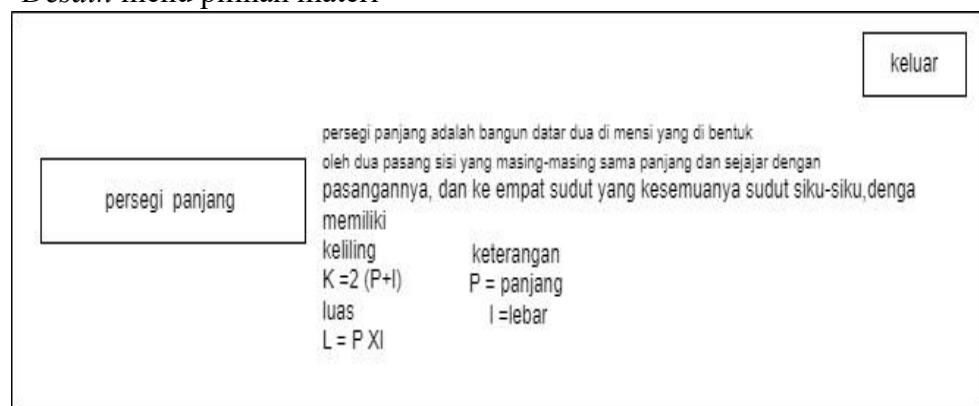 Desain menu pilihan materi
keluar
persegi panjang adalah bangun datar dua di mensi yang di bentuk
oleh dua pasang sisi yang masing-masing sama panjang dan sejajar dengan
pasangannya, dan ke empat sudut yang kesemuanya sudut siku-siku,denga
memiliki
persegi panjang
keliling
K =2 (P+l)
luas
L = P Xl
keterangan
P = panjang
l =lebar